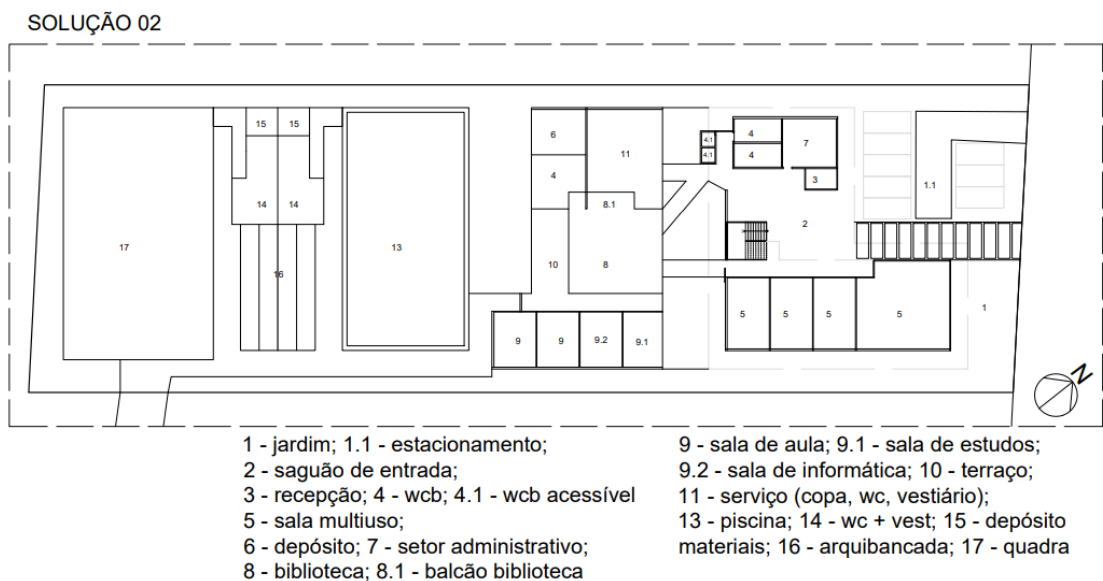 SOLUÇÃO 02
15 15
6
11
4.1
4
7
4.1
4
4
3
1.1
14 14
8.1
2
17
13
16
10
8
1
5 5 5 5
9 9 9.2 9.1
N
1 - jardim; 1.1 - estacionamento;
2 - saguão de entrada;
3 - recepção; 4 - wcb; 4.1 - wcb acessível
5 - sala multiuso;
6 - depósito; 7 - setor administrativo;
8 - biblioteca; 8.1 - balcão biblioteca
9 - sala de aula; 9.1 - sala de estudos;
9.2 - sala de informática; 10 - terraço;
11 - serviço (copa, wc, vestiário);
13 - piscina; 14 - wc + vest; 15 - depósito
materiais; 16 - arquibancada; 17 - quadra